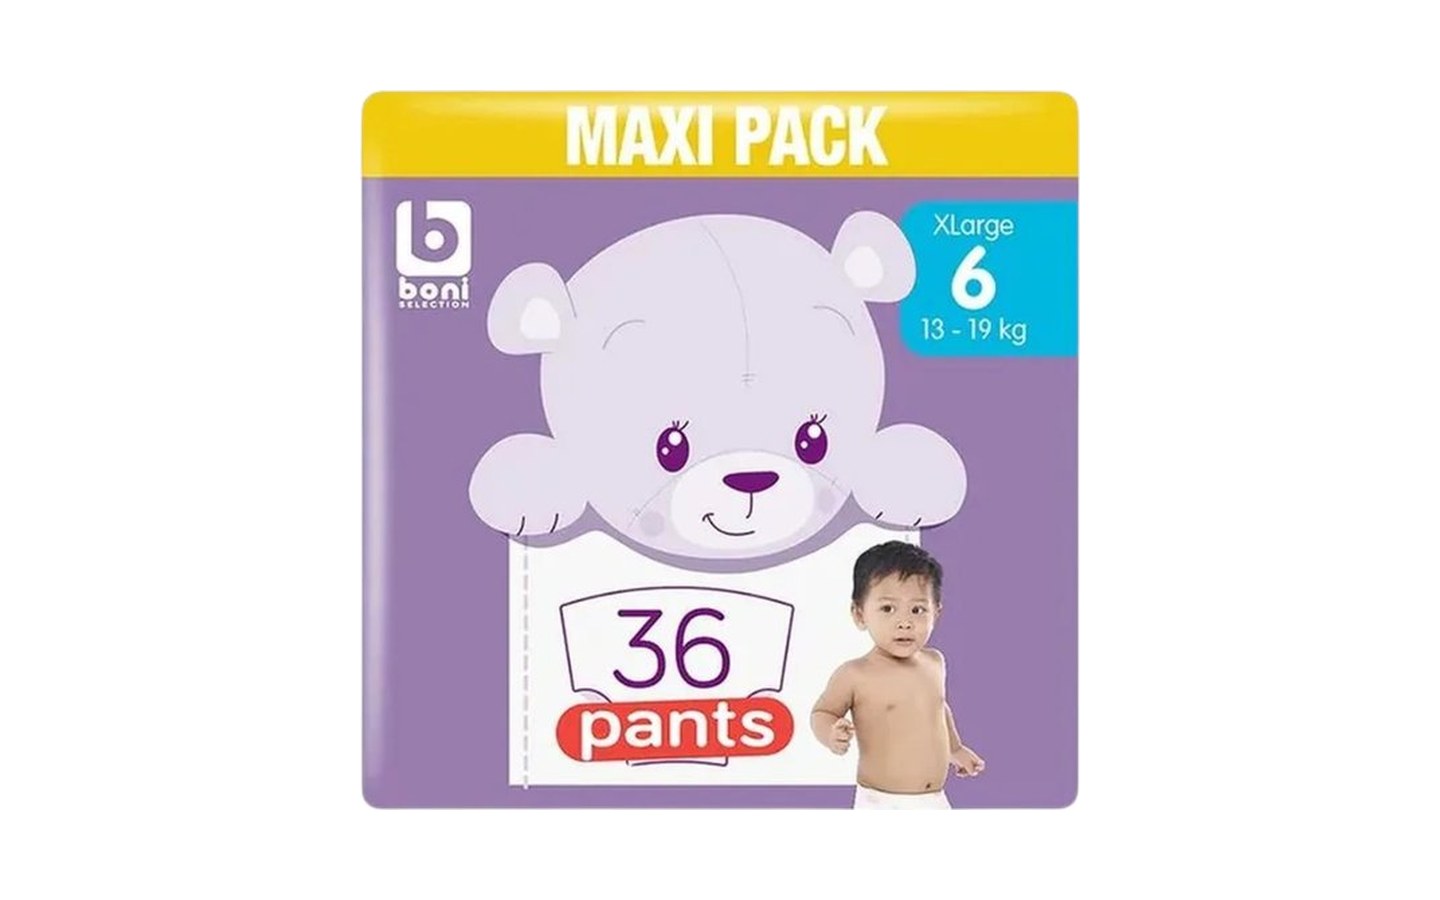 MAXI PACK
boni
SELECTION
XLarge
6
13 - 19 kg
36
pants